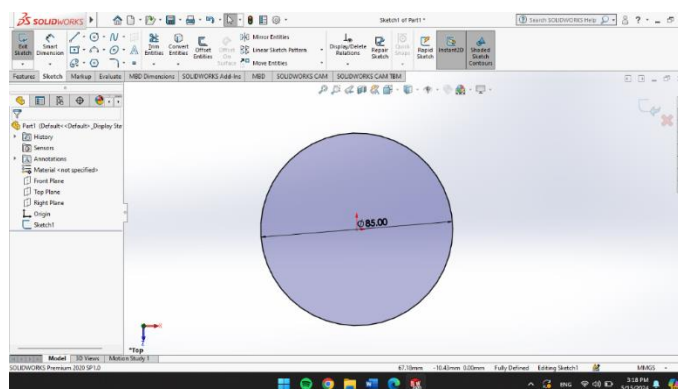 SOLIDWORKS
Sketch1 of Part1 *
Search SOLIDWORKS Help
Exit Sketch
Smart Dimension
Trim Entities
Convert Entities
Offset Entities
Offset On Surface
Mirror Entities
Linear Sketch Pattern
Move Entities
Display/Delete Relations
Repair Sketch
Quick Snaps
Rapid Sketch
Instant2D
Shaded Sketch Contours
Features Sketch Markup Evaluate MBD Dimensions SOLIDWORKS Add-Ins MBD SOLIDWORKS CAM SOLIDWORKS CAM TBM
Part1 (Default<<Default>_Display Ste
History
Sensors
Annotations
Material <not specified>
Front Plane
Top Plane
Right Plane
Origin
Sketch1
⌀85.00
*Top
Model 3D Views Motion Study 1
SOLIDWORKS Premium 2020 SP1.0 67.18mm -10.43mm 0.00mm Fully Defined Editing Sketch1 MMGS
ENG 3:18 PM
5/15/2024